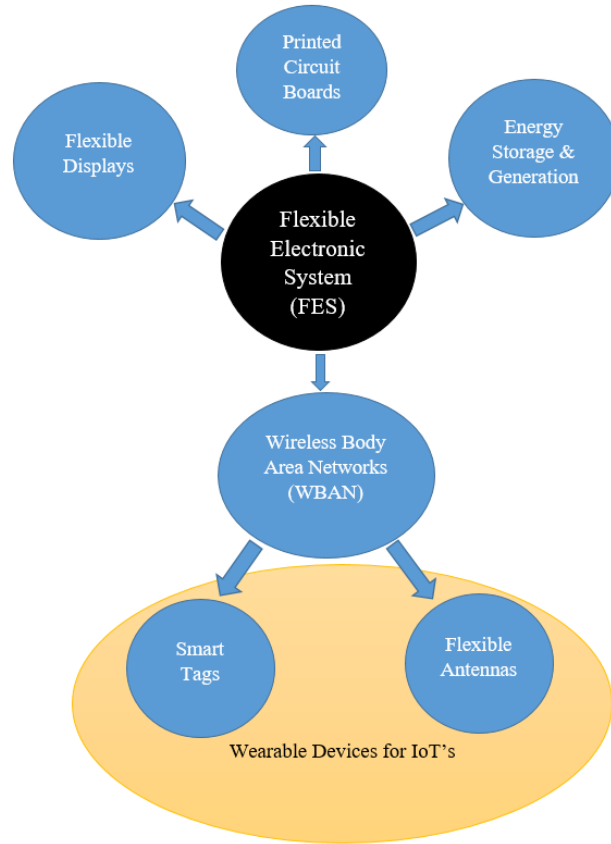 Printed
Circuit
Boards
Flexible
Displays
Energy
Storage &
Generation
Flexible
Electronic
System
(FES)
Wireless Body
Area Networks
(WBAN)
Smart
Tags
Flexible
Antennas
Wearable Devices for IoT’s